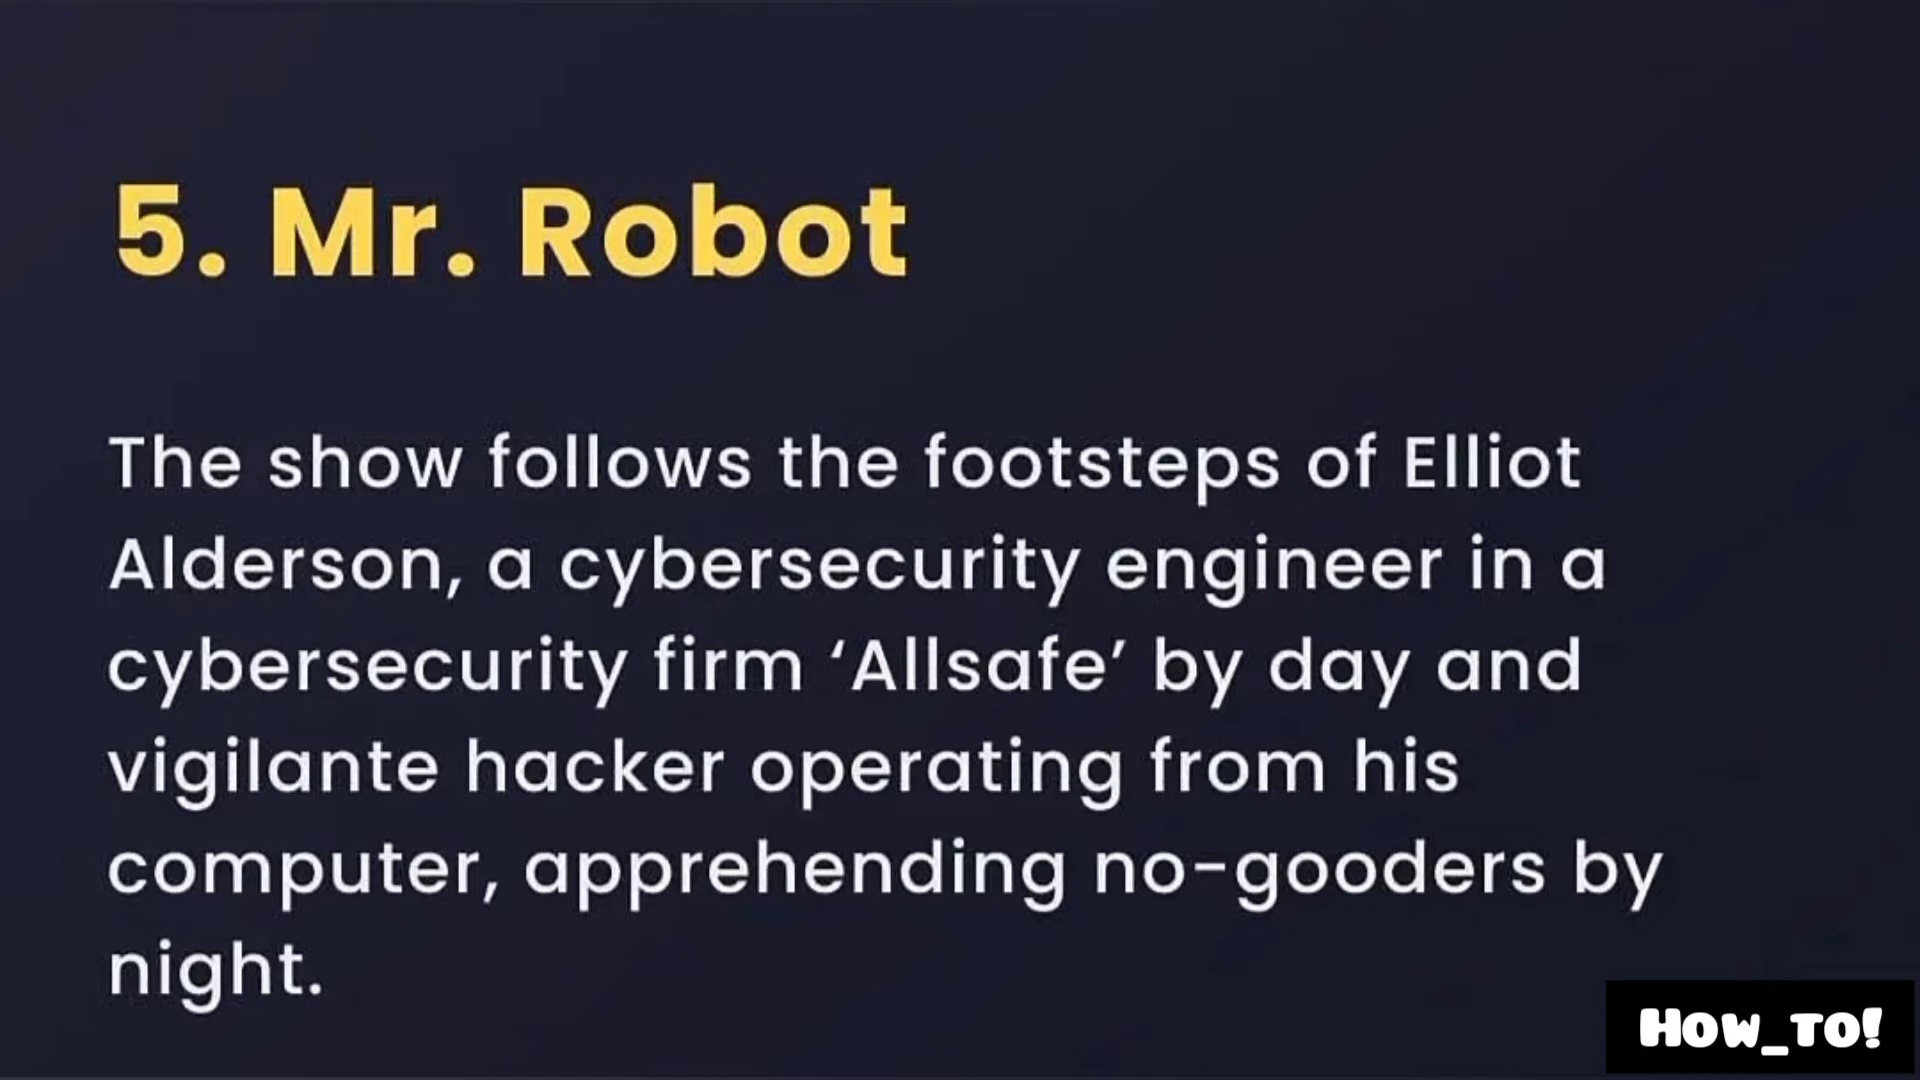 5. Mr. Robot
The show follows the footsteps of Elliot
Alderson, a cybersecurity engineer in a
cybersecurity firm ‘Allsafe’ by day and
vigilante hacker operating from his
computer, apprehending no-gooders by
night.
How_to!